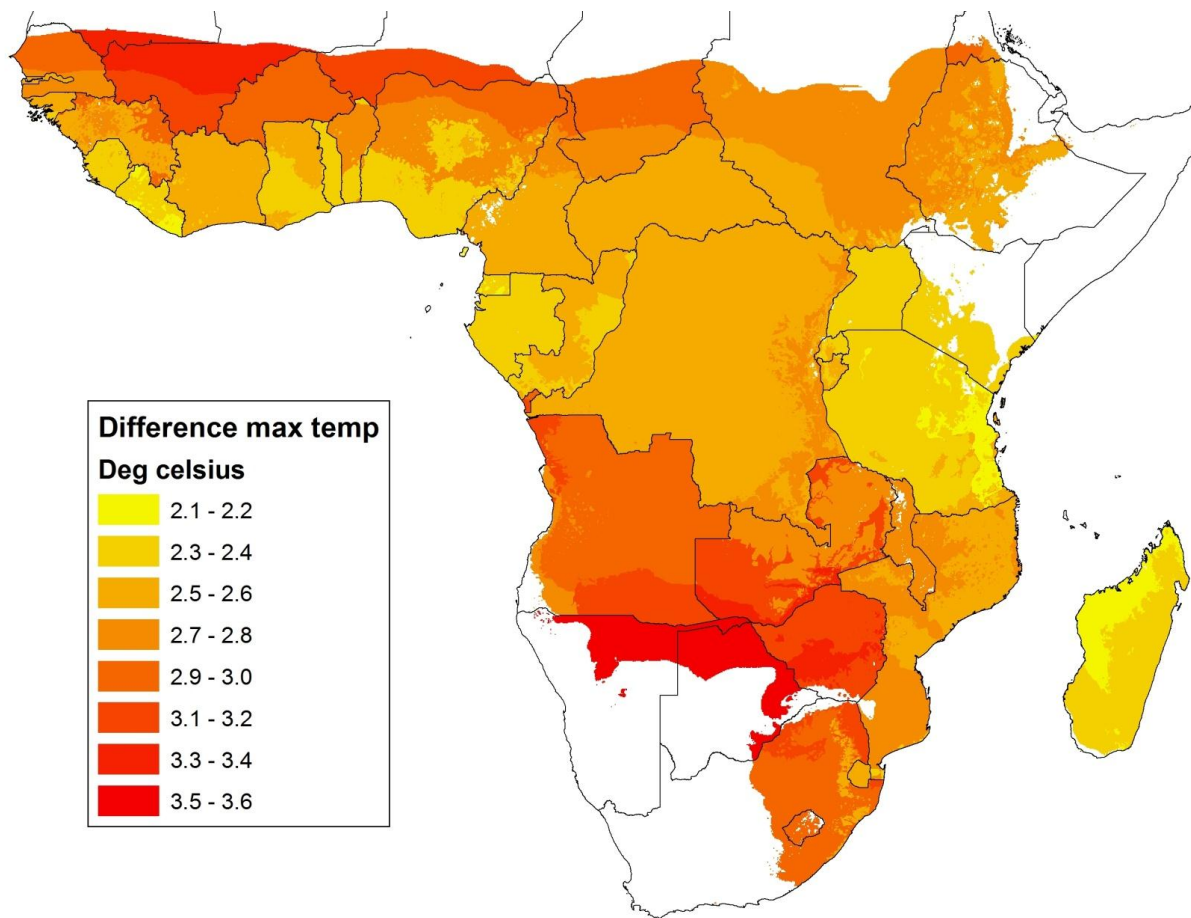 Difference max temp
Deg celsius
2.1 - 2.2
2.3 - 2.4
2.5 - 2.6
2.7 - 2.8
2.9 - 3.0
3.1 - 3.2
3.3 - 3.4
3.5 - 3.6